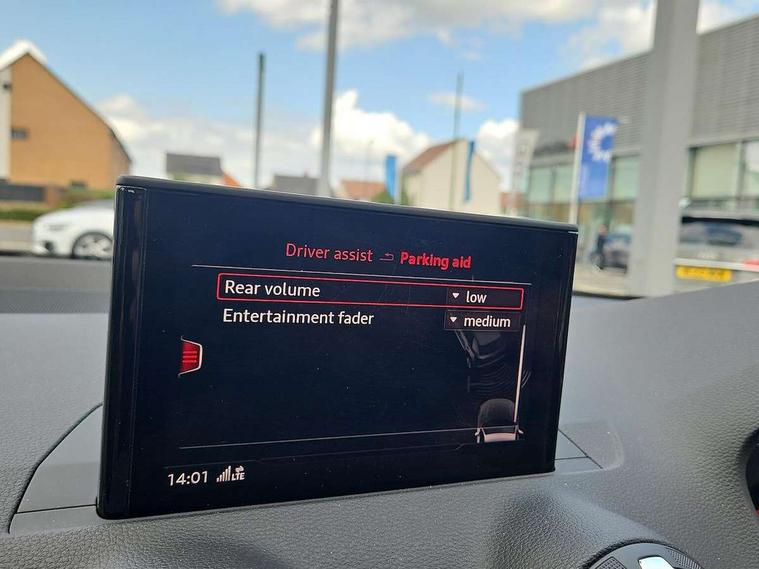 Driver assist Parking aid
Rear volume low
Entertainment fader medium
14:01 LTE